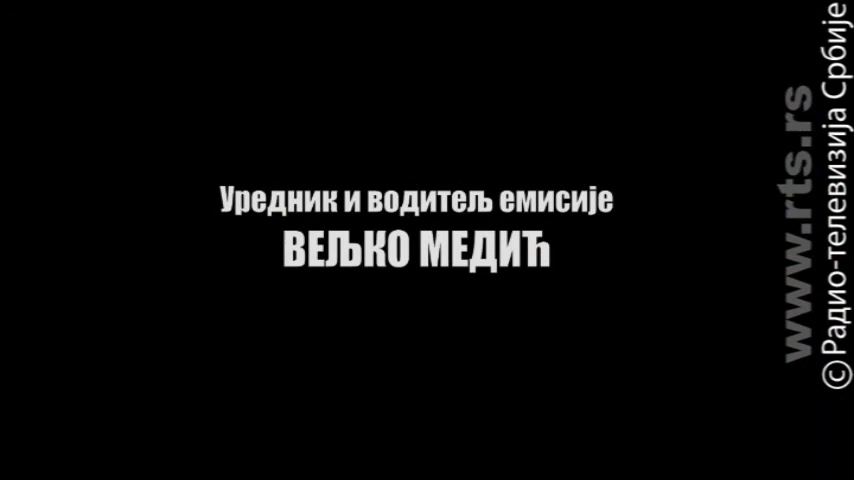 Уредник и водитељ емисије
ВЕЉКО МЕДИЋ
www.rts.rs
©Радио-телевизија Србије